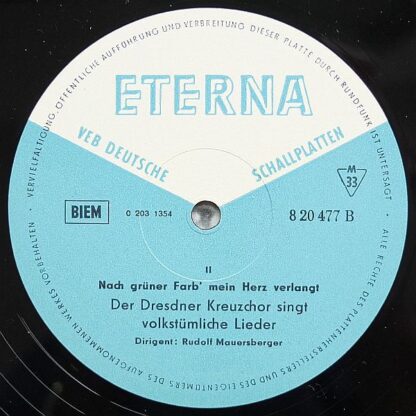 VERVIELFÄLTIGUNG, ÖFFENTLICHE AUFFÜHRUNG UND VERBREITUNG DIESER PLATTE DURCH RUNDFUNK IST UNTERSAGT · ALLE RECHTE DES PLATTENHERSTELLERS UND DES EIGENTÜMERS DES AUFGENOMMENEN WERKES VORBEHALTEN ·
ETERNA
VEB DEUTSCHE SCHALLPLATTEN
M
33
BIEM
0 203 1354
8 20 477 B
II
Nach grüner Farb' mein Herz verlangt
Der Dresdner Kreuzchor singt
volkstümliche Lieder
Dirigent: Rudolf Mauersberger